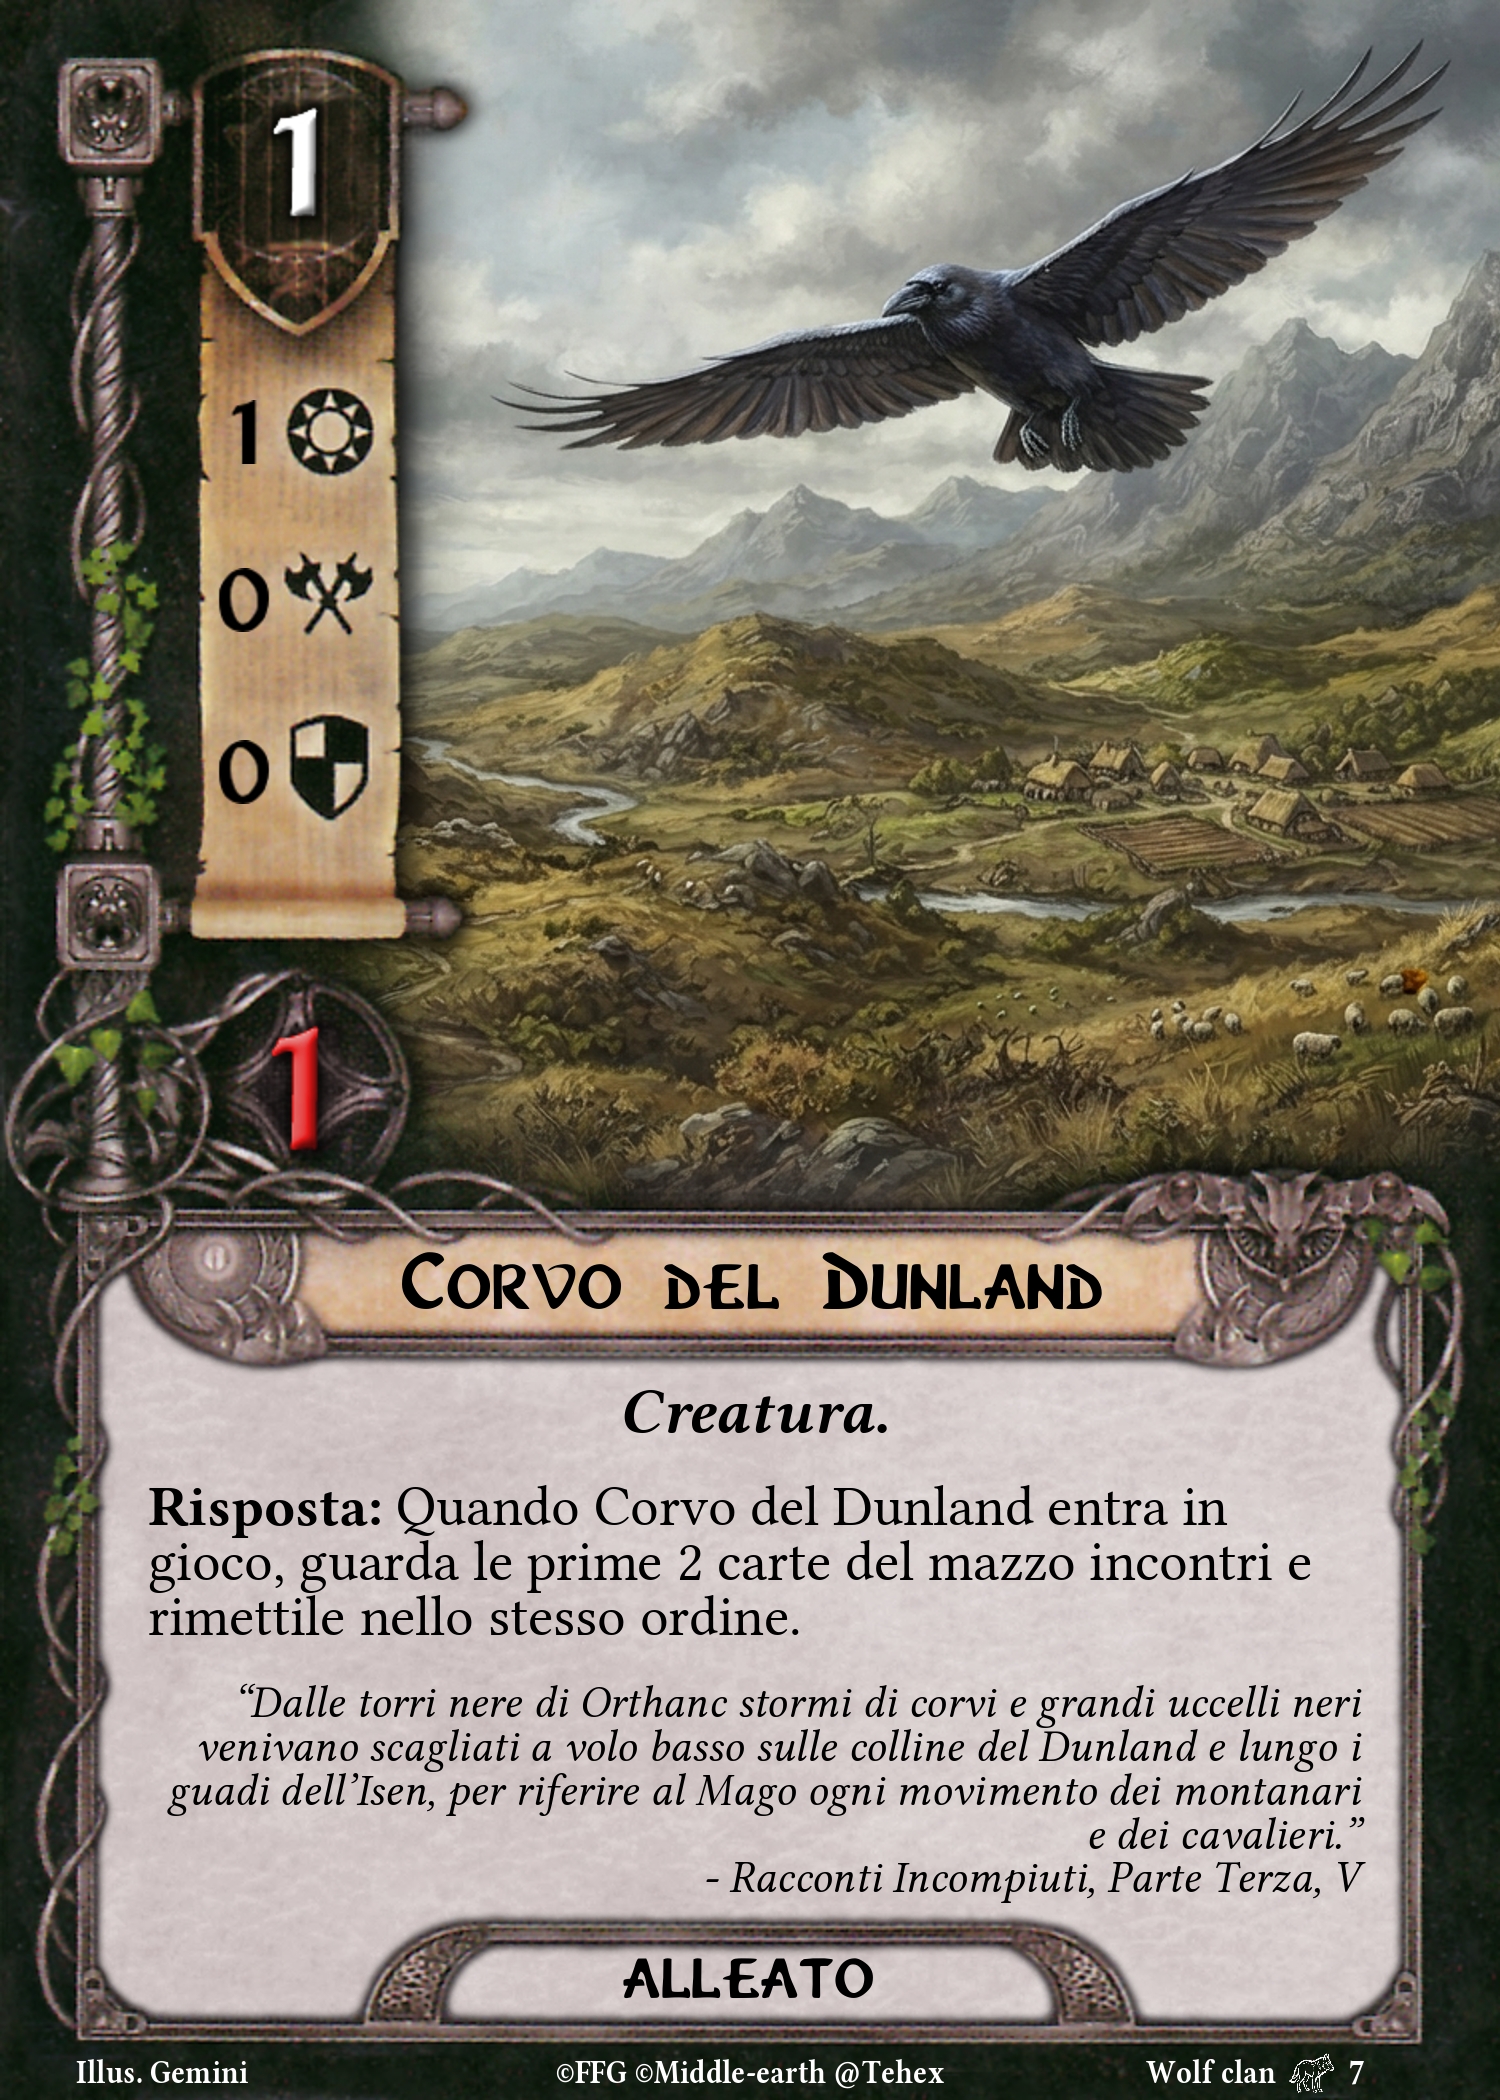 1
1
0
0
1
Corvo del Dunland
Creatura.
Risposta: Quando Corvo del Dunland entra in
gioco, guarda le prime 2 carte del mazzo incontri e
rimettile nello stesso ordine.
“Dalle torri nere di Orthanc stormi di corvi e grandi uccelli neri
venivano scagliati a volo basso sulle colline del Dunland e lungo i
guadi dell’Isen, per riferire al Mago ogni movimento dei montanari
e dei cavalieri.”
- Racconti Incompiuti, Parte Terza, V
ALLEATO
Illus. Gemini ©FFG ©Middle-earth @Tehex Wolf clan 7